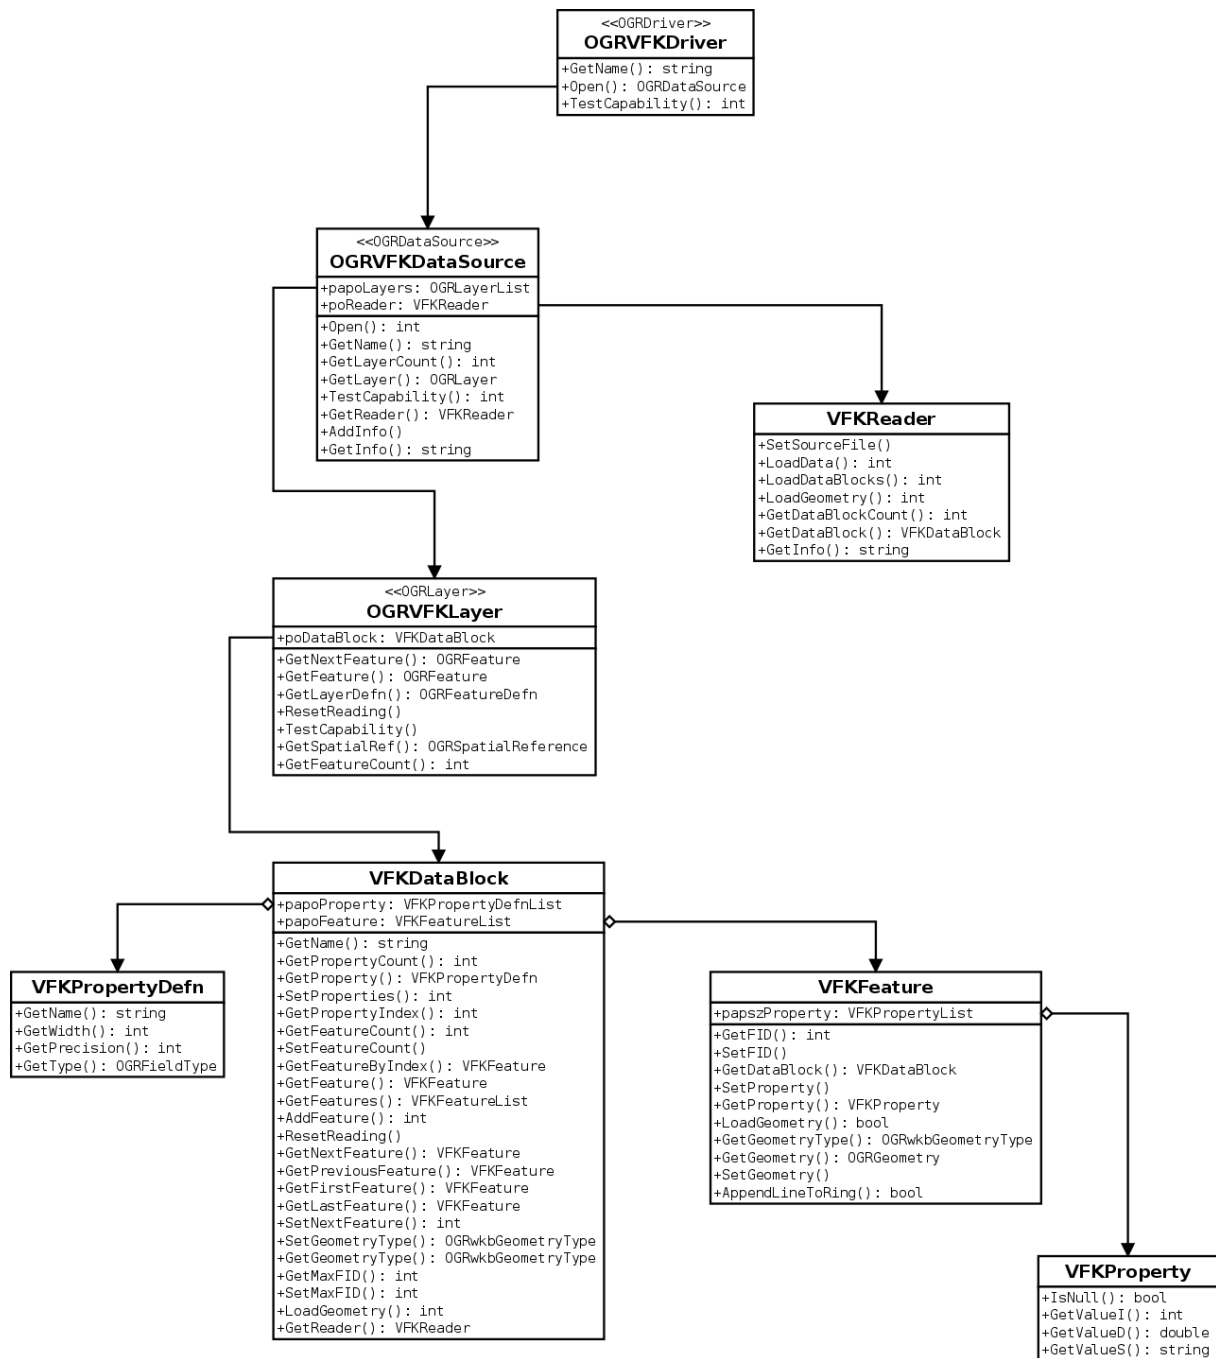 <<OGRDriver>>
OGRVFKDriver
+GetName(): string
+Open(): OGRDataSource
+TestCapability(): int
<<OGRDataSource>>
OGRVFKDataSource
+papoLayers: OGRLayerList
+poReader: VFKReader
+Open(): int
+GetName(): string
+GetLayerCount(): int
+GetLayer(): OGRLayer
+TestCapability(): int
+GetReader(): VFKReader
+AddInfo()
+GetInfo(): string
VFKReader
+SetSourceFile()
+LoadData(): int
+LoadDataBlocks(): int
+LoadGeometry(): int
+GetDataBlockCount(): int
+GetDataBlock(): VFKDataBlock
+GetInfo(): string
<<OGRLayer>>
OGRVFKLayer
+poDataBlock: VFKDataBlock
+GetNextFeature(): OGRFeature
+GetFeature(): OGRFeature
+GetLayerDefn(): OGRFeatureDefn
+ResetReading()
+TestCapability()
+GetSpatialRef(): OGRSpatialReference
+GetFeatureCount(): int
VFKDataBlock
+papoProperty: VFKPropertyDefnList
+papoFeature: VFKFeatureList
+GetName(): string
+GetPropertyCount(): int
+GetProperty(): VFKPropertyDefn
+SetProperties(): int
+GetPropertyIndex(): int
+GetFeatureCount(): int
+SetFeatureCount()
+GetFeatureByIndex(): VFKFeature
+GetFeature(): VFKFeature
+GetFeatures(): VFKFeatureList
+AddFeature(): int
+ResetReading()
+GetNextFeature(): VFKFeature
+GetPreviousFeature(): VFKFeature
+GetFirstFeature(): VFKFeature
+GetLastFeature(): VFKFeature
+SetNextFeature(): int
+SetGeometryType(): OGRwkbGeometryType
+GetGeometryType(): OGRwkbGeometryType
+GetMaxFID(): int
+SetMaxFID(): int
+LoadGeometry(): int
+GetReader(): VFKReader
VFKPropertyDefn
+GetName(): string
+GetWidth(): int
+GetPrecision(): int
+GetType(): OGRFieldType
VFKFeature
+papszProperty: VFKPropertyList
+GetFID(): int
+SetFID()
+GetDataBlock(): VFKDataBlock
+SetProperty()
+GetProperty(): VFKProperty
+LoadGeometry(): bool
+GetGeometryType(): OGRwkbGeometryType
+GetGeometry(): OGRGeometry
+SetGeometry()
+AppendLineToRing(): bool
VFKProperty
+IsNull(): bool
+GetValueI(): int
+GetValueD(): double
+GetValueS(): string